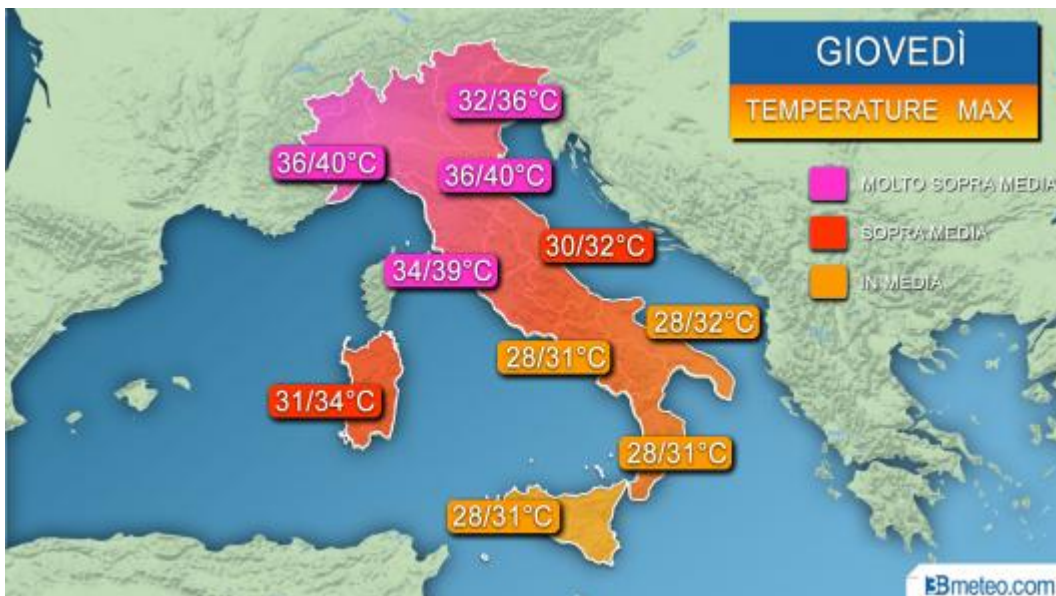 GIOVEDÌ
TEMPERATURE MAX
32/36°C
36/40°C
36/40°C
MOLTO SOPRA MEDIA
SOPRA MEDIA
30/32°C
34/39°C
IN MEDIA
28/32°C
28/31°C
31/34°C
28/31°C
28/31°C
3Bmeteo.com